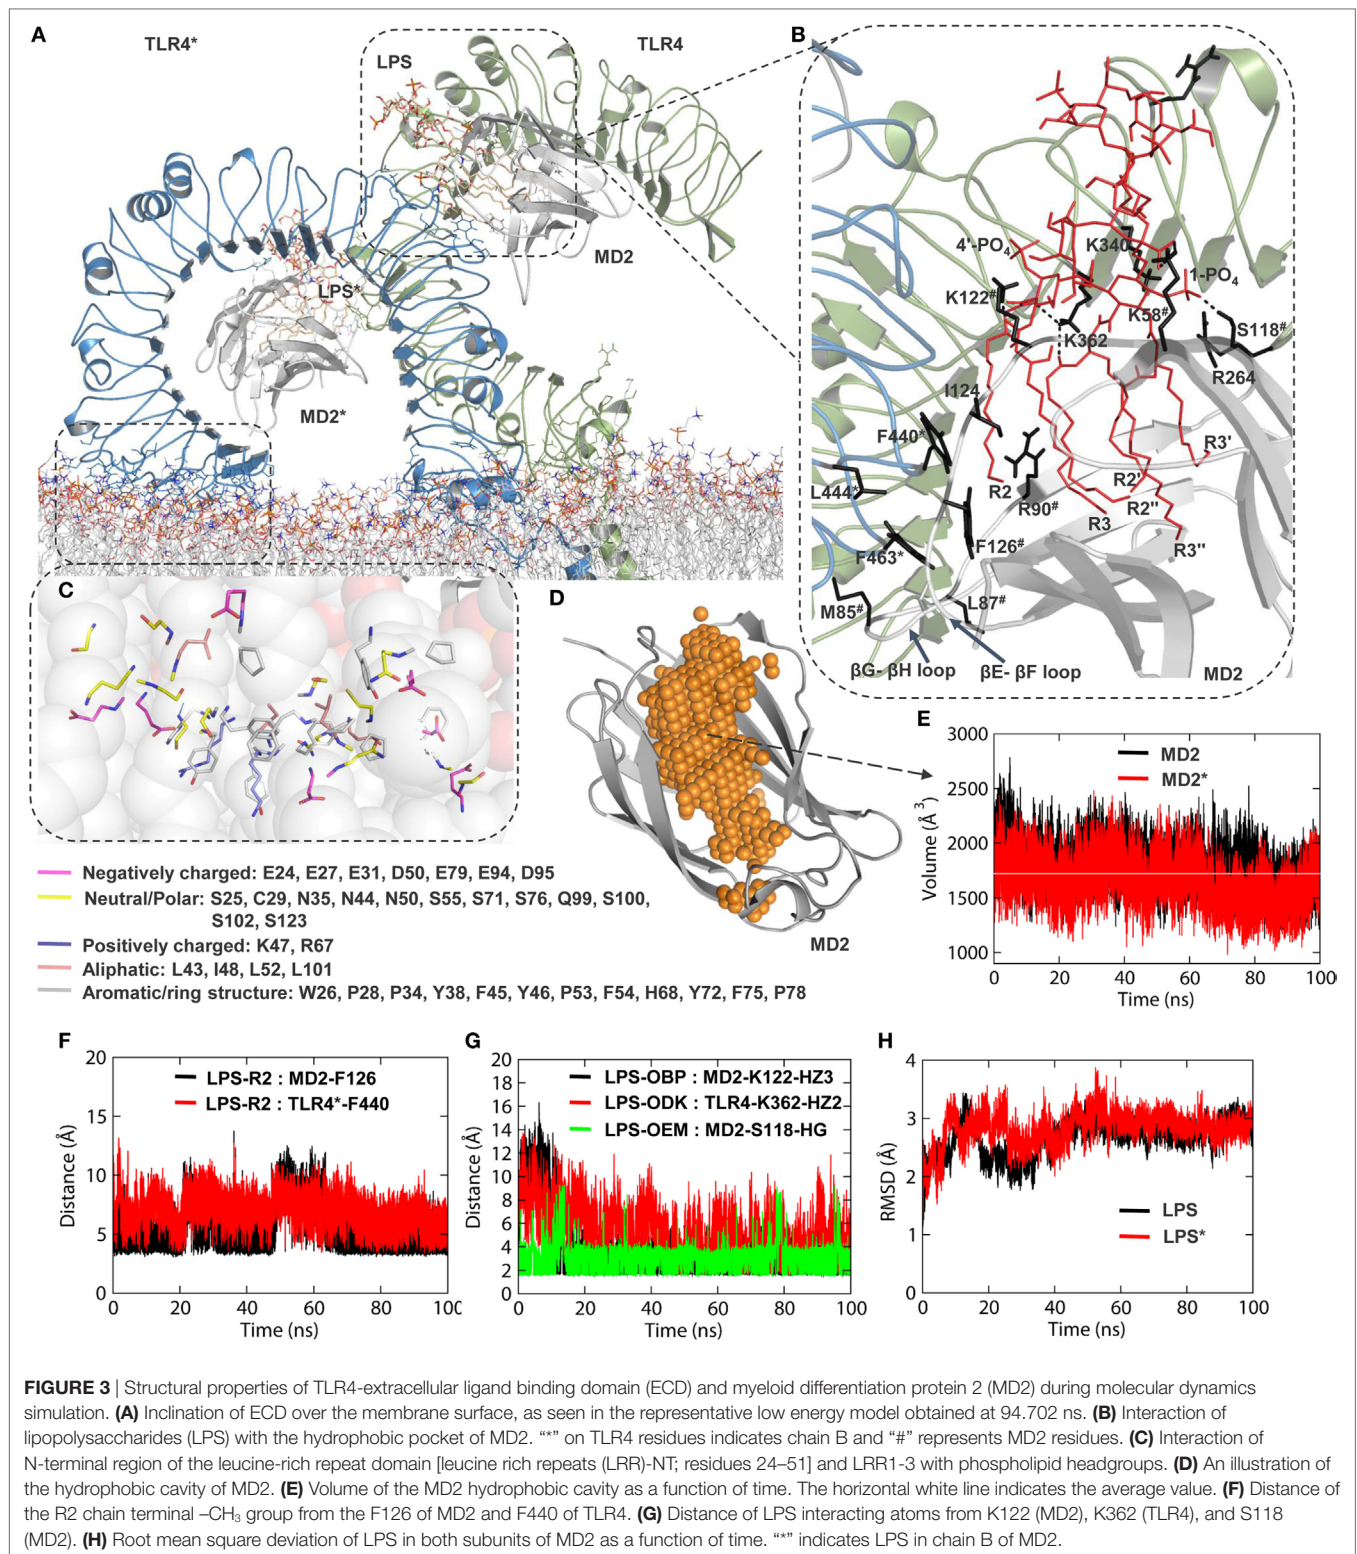 A
TLR4*
LPS
TLR4
LPS*
MD2
MD2*
B
4'-PO4
K340
1-PO4
K122#
K58#
S118#
K362
R264
I124
F440*
R3'
L444*
R2
R2'
R90#
R3
R2"
F463*
F126#
R3"
M85#
L87#
βG- βH loop
βE- βF loop
MD2
C
Negatively charged: E24, E27, E31, D50, E79, E94, D95
Neutral/Polar: S25, C29, N35, N44, N50, S55, S71, S76, Q99, S100,
S102, S123
Positively charged: K47, R67
Aliphatic: L43, I48, L52, L101
Aromatic/ring structure: W26, P28, P34, Y38, F45, Y46, P53, F54, H68, Y72, F75, P78
D
MD2
E
3000
2500
2000
1500
1000
Volume (Å 3)
MD2
MD2*
0 20 40 60 80 100
Time (ns)
F
20
15
10
5
0
Distance (Å)
LPS-R2 : MD2-F126
LPS-R2 : TLR4*-F440
0 20 40 60 80 100
Time (ns)
G
20
18
16
14
12
10
8
6
4
2
0
Distance (Å)
LPS-OBP : MD2-K122-HZ3
LPS-ODK : TLR4-K362-HZ2
LPS-OEM : MD2-S118-HG
0 20 40 60 80 100
Time (ns)
H
4
3
2
1
0
RMSD (Å)
LPS
LPS*
0 20 40 60 80 100
Time (ns)
FIGURE 3 | Structural properties of TLR4-extracellular ligand binding domain (ECD) and myeloid differentiation protein 2 (MD2) during molecular dynamics
simulation. (A) Inclination of ECD over the membrane surface, as seen in the representative low energy model obtained at 94.702 ns. (B) Interaction of
lipopolysaccharides (LPS) with the hydrophobic pocket of MD2. “*” on TLR4 residues indicates chain B and “#” represents MD2 residues. (C) Interaction of
N-terminal region of the leucine-rich repeat domain [leucine rich repeats (LRR)-NT; residues 24–51] and LRR1-3 with phospholipid headgroups. (D) An illustration of
the hydrophobic cavity of MD2. (E) Volume of the MD2 hydrophobic cavity as a function of time. The horizontal white line indicates the average value. (F) Distance of
the R2 chain terminal –CH3 group from the F126 of MD2 and F440 of TLR4. (G) Distance of LPS interacting atoms from K122 (MD2), K362 (TLR4), and S118
(MD2). (H) Root mean square deviation of LPS in both subunits of MD2 as a function of time. “*” indicates LPS in chain B of MD2.